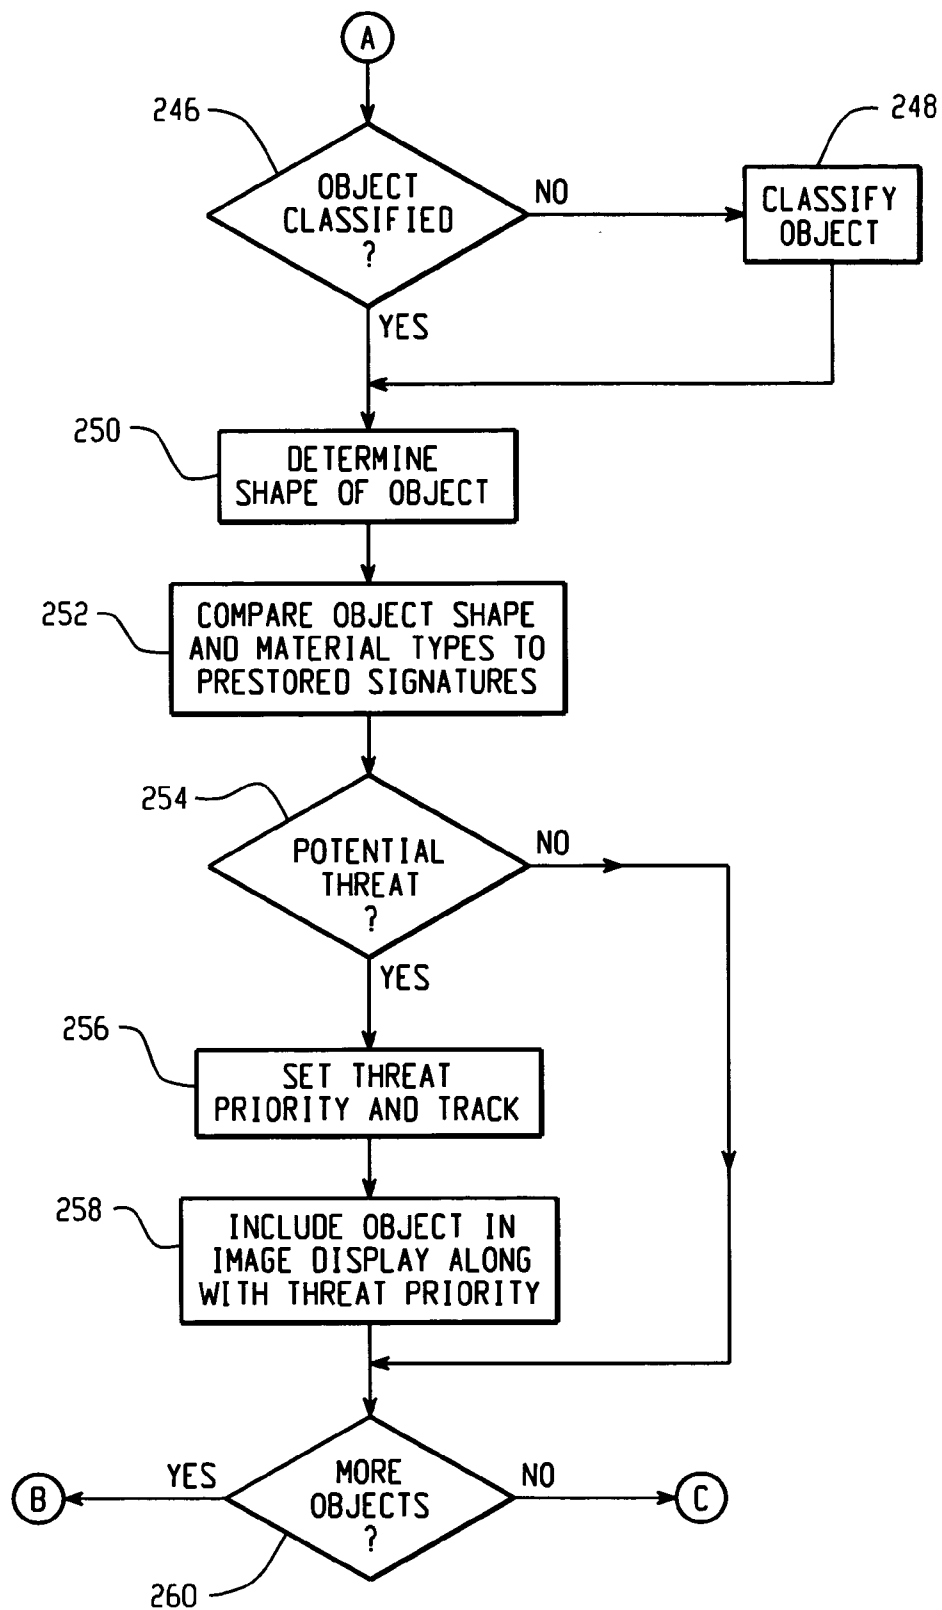 A
246
248
OBJECT
CLASSIFIED
?
NO
CLASSIFY
OBJECT
YES
250
DETERMINE
SHAPE OF OBJECT
252
COMPARE OBJECT SHAPE
AND MATERIAL TYPES TO
PRESTORED SIGNATURES
254
POTENTIAL
THREAT
?
NO
YES
256
SET THREAT
PRIORITY AND TRACK
258
INCLUDE OBJECT IN
IMAGE DISPLAY ALONG
WITH THREAT PRIORITY
MORE
OBJECTS
?
YES
NO
B
C
260